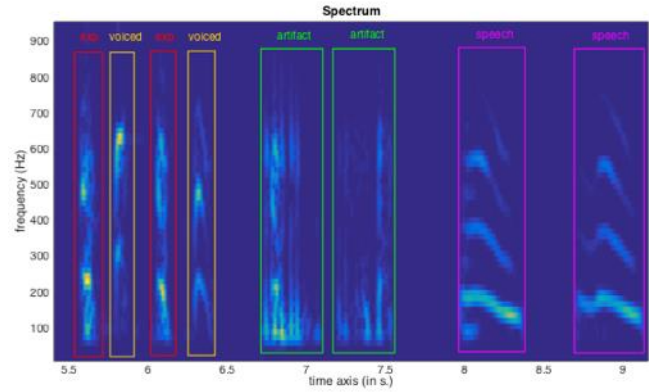 Spectrum
exp voiced exp voiced artifact artifact speech speech
900
800
700
600
500
400
300
200
100
frequency (Hz)
5.5 6 6.5 7 7.5 8 8.5 9
time axis (in s.)